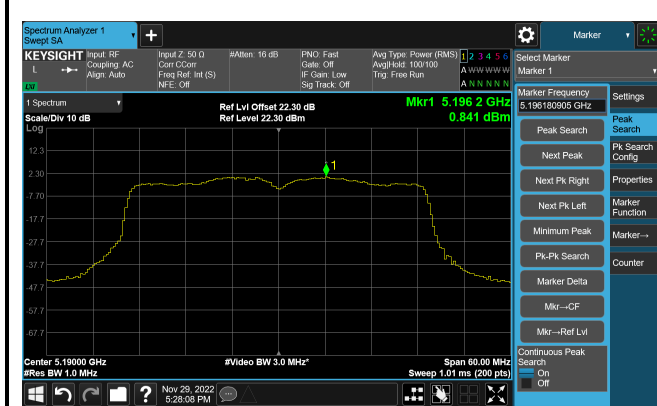 Spectrum Analyzer 1
Swept SA
Marker
KEYSIGHT
L
LXI
Input: RF
Coupling: AC
Align: Auto
Input Z: 50 Ω
Corr CCorr
Freq Ref: Int (S)
NFE: Off
#Atten: 16 dB
PNO: Fast
Gate: Off
IF Gain: Low
Sig Track: Off
Avg Type: Power (RMS)
Avg|Hold: 100/100
Trig: Free Run
1 2 3 4 5 6
A W W W W W
A N N N N N
Select Marker
Marker 1
1 Spectrum
Scale/Div 10 dB
Log
Ref Lvl Offset 22.30 dB
Ref Level 22.30 dBm
Mkr1 5.196 2 GHz
0.841 dBm
12.3
2.30
-7.70
-17.7
-27.7
-37.7
-47.7
-57.7
-67.7
1
Center 5.19000 GHz
#Res BW 1.0 MHz
#Video BW 3.0 MHz*
Span 60.00 MHz
Sweep 1.01 ms (200 pts)
Marker Frequency
5.196180905 GHz
Peak Search
Next Peak
Next Pk Right
Next Pk Left
Minimum Peak
Pk-Pk Search
Marker Delta
Mkr→CF
Mkr→Ref Lvl
Continuous Peak
Search
On
Off
Settings
Peak
Search
Pk Search
Config
Properties
Marker
Function
Marker→
Counter
?
Nov 29, 2022
5:28:08 PM